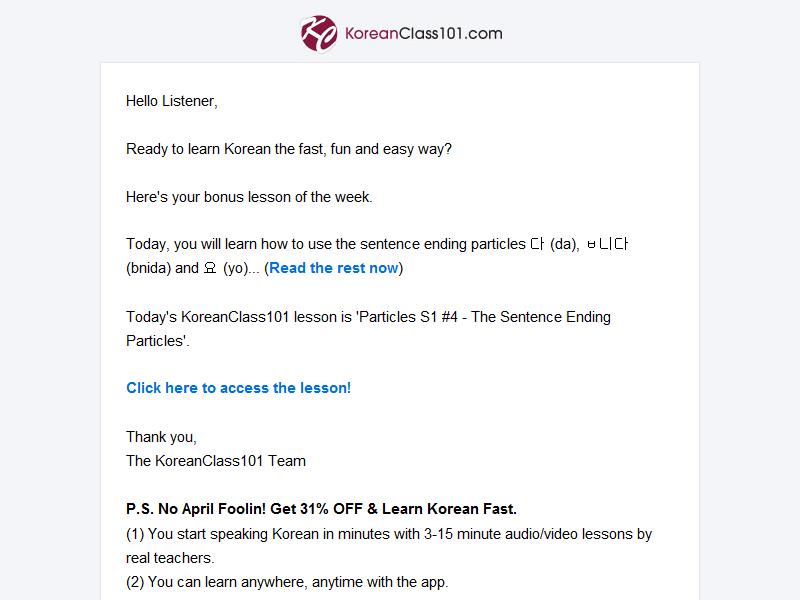 KoreanClass101.com
Hello Listener,
Ready to learn Korean the fast, fun and easy way?
Here's your bonus lesson of the week.
Today, you will learn how to use the sentence ending particles 다 (da), ㅂ니다
(bnida) and 요 (yo)... (Read the rest now)
Today's KoreanClass101 lesson is 'Particles S1 #4 - The Sentence Ending
Particles'.
Click here to access the lesson!
Thank you,
The KoreanClass101 Team
P.S. No April Foolin! Get 31% OFF & Learn Korean Fast.
(1) You start speaking Korean in minutes with 3-15 minute audio/video lessons by
real teachers.
(2) You can learn anywhere, anytime with the app.